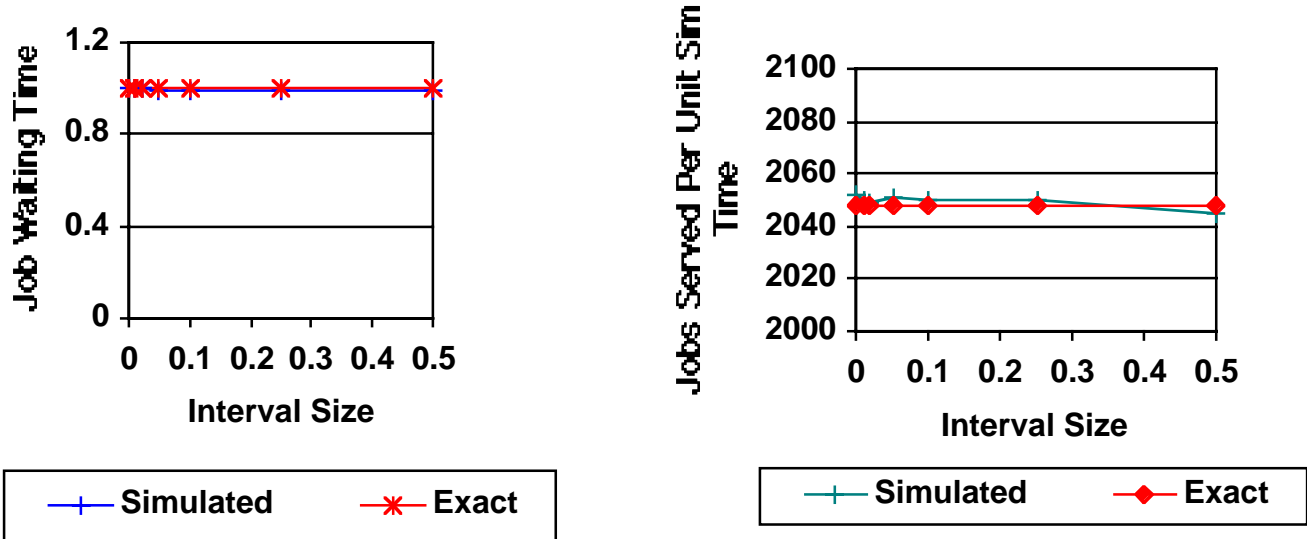 Job Waiting Time
1.2
0.8
0.4
0
0 0.1 0.2 0.3 0.4 0.5
Interval Size
Simulated Exact
Jobs Served Per Unit Sim
Time
2100
2080
2060
2040
2020
2000
0 0.1 0.2 0.3 0.4 0.5
Interval Size
Simulated Exact